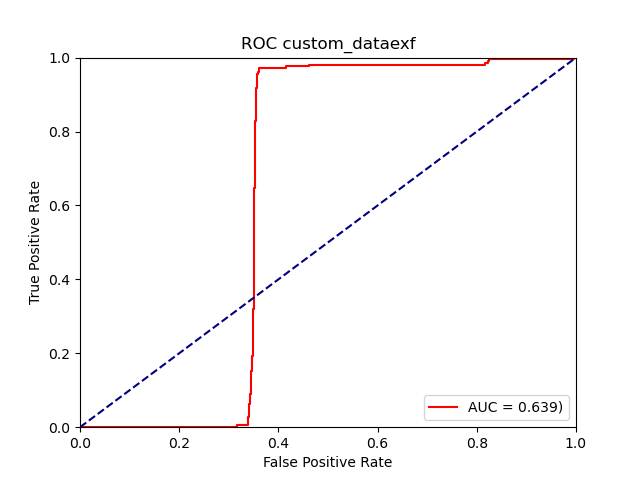 ROC custom_dataexf
True Positive Rate
1.0
0.8
0.6
0.4
0.2
0.0
AUC = 0.639)
0.0 0.2 0.4 0.6 0.8 1.0
False Positive Rate